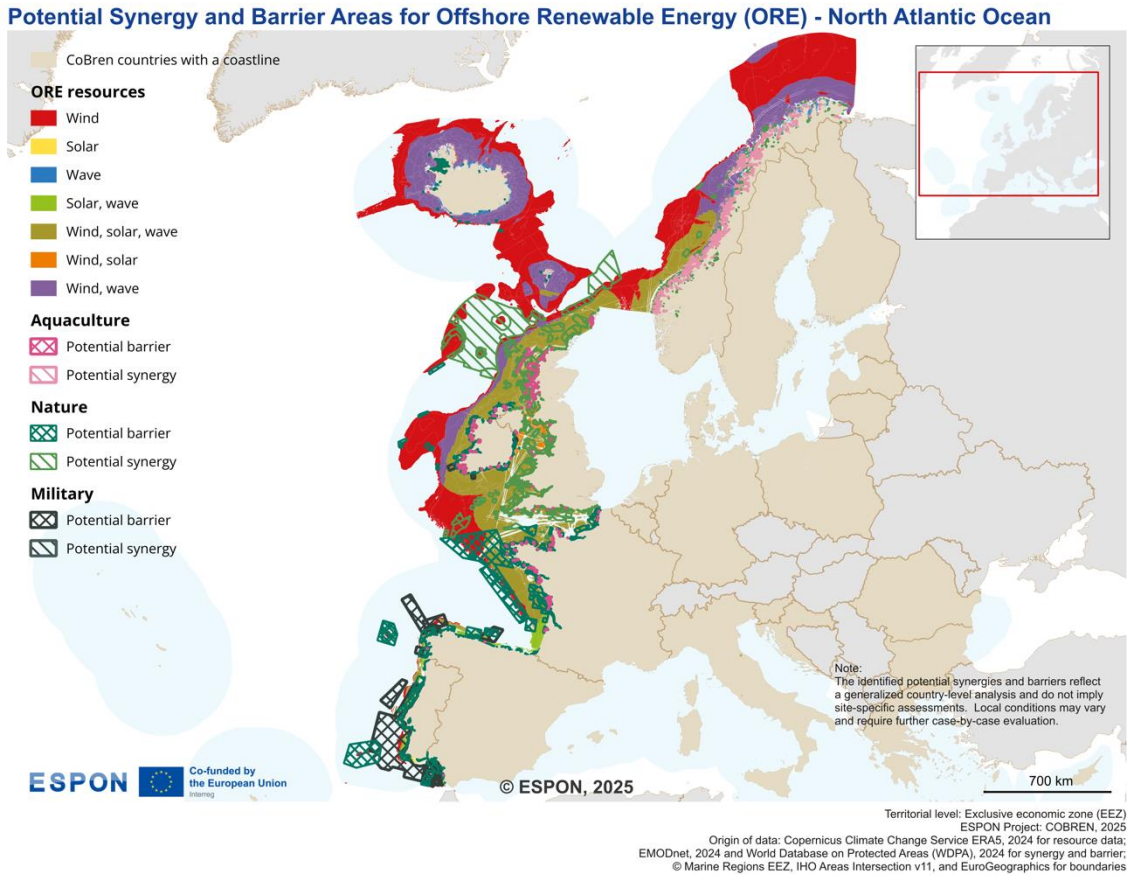 Potential Synergy and Barrier Areas for Offshore Renewable Energy (ORE) - North Atlantic Ocean
CoBren countries with a coastline
ORE resources
Wind
Solar
Wave
Solar, wave
Wind, solar, wave
Wind, solar
Wind, wave
Aquaculture
Potential barrier
Potential synergy
Nature
Potential barrier
Potential synergy
Military
Potential barrier
Potential synergy
Note:
The identified potential synergies and barriers reflect
a generalized country-level analysis and do not imply
site-specific assessments. Local conditions may vary
and require further case-by-case evaluation.
ESPON
Co-funded by
the European Union
Interreg
© ESPON, 2025
700 km
Territorial level: Exclusive economic zone (EEZ)
ESPON Project: COBREN, 2025
Origin of data: Copernicus Climate Change Service ERA5, 2024 for resource data;
EMODnet, 2024 and World Database on Protected Areas (WDPA), 2024 for synergy and barrier;
© Marine Regions EEZ, IHO Areas Intersection v11, and EuroGeographics for boundaries